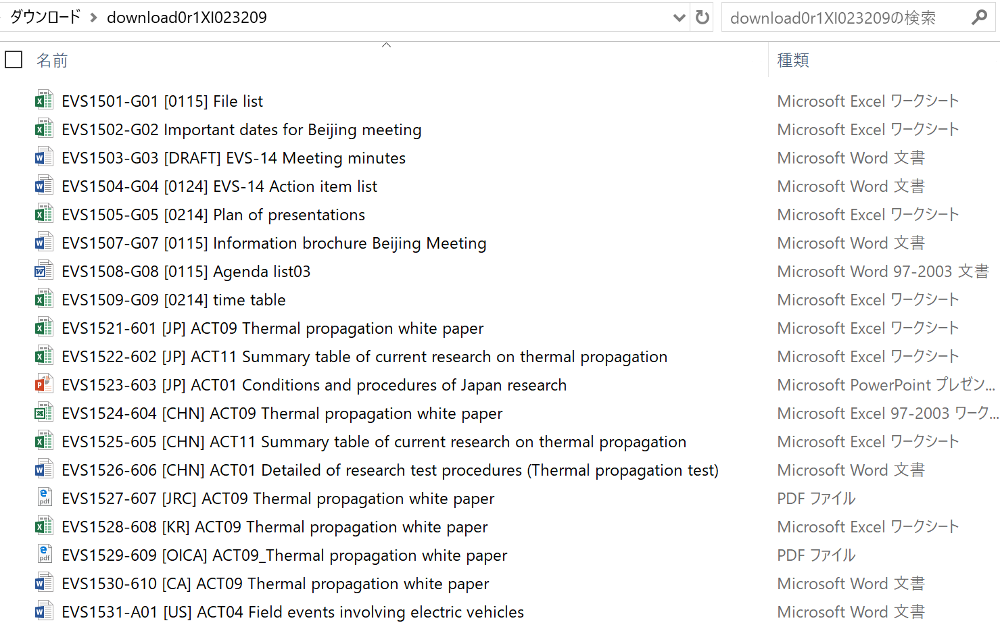 ダウンロード > download0r1XI023209
download0r1XI023209の検索
名前 種類
EVS1501-G01 [0115] File list Microsoft Excel ワークシート
EVS1502-G02 Important dates for Beijing meeting Microsoft Excel ワークシート
EVS1503-G03 [DRAFT] EVS-14 Meeting minutes Microsoft Word 文書
EVS1504-G04 [0124] EVS-14 Action item list Microsoft Word 文書
EVS1505-G05 [0214] Plan of presentations Microsoft Excel ワークシート
EVS1507-G07 [0115] Information brochure Beijing Meeting Microsoft Word 文書
EVS1508-G08 [0115] Agenda list03 Microsoft Word 97-2003 文書
EVS1509-G09 [0214] time table Microsoft Excel ワークシート
EVS1521-601 [JP] ACT09 Thermal propagation white paper Microsoft Excel ワークシート
EVS1522-602 [JP] ACT11 Summary table of current research on thermal propagation Microsoft Excel ワークシート
EVS1523-603 [JP] ACT01 Conditions and procedures of Japan research Microsoft PowerPoint プレゼン...
EVS1524-604 [CHN] ACT09 Thermal propagation white paper Microsoft Excel 97-2003 ワーク...
EVS1525-605 [CHN] ACT11 Summary table of current research on thermal propagation Microsoft Excel ワークシート
EVS1526-606 [CHN] ACT01 Detailed of research test procedures (Thermal propagation test) Microsoft Word 文書
EVS1527-607 [JRC] ACT09 Thermal propagation white paper PDF ファイル
EVS1528-608 [KR] ACT09 Thermal propagation white paper Microsoft Excel ワークシート
EVS1529-609 [OICA] ACT09_Thermal propagation white paper PDF ファイル
EVS1530-610 [CA] ACT09 Thermal propagation white paper Microsoft Word 文書
EVS1531-A01 [US] ACT04 Field events involving electric vehicles Microsoft Word 文書